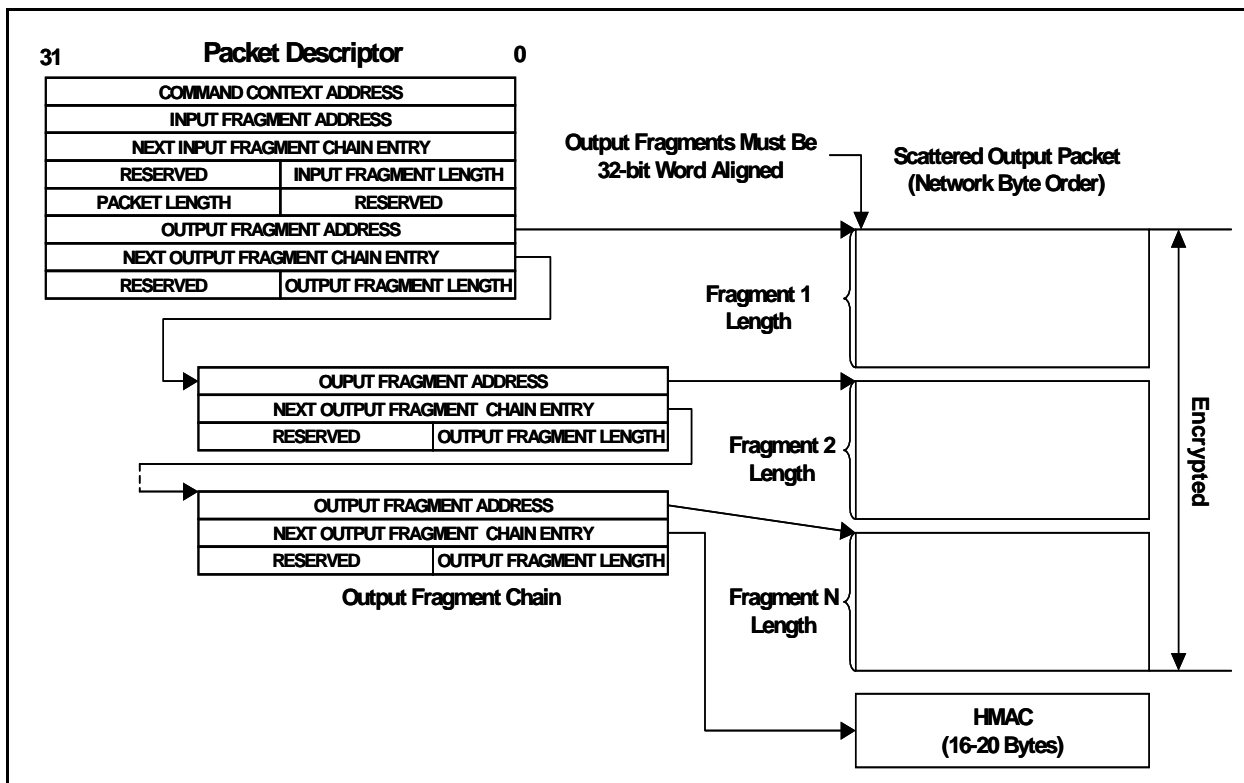 31 Packet Descriptor 0
COMMAND CONTEXT ADDRESS
INPUT FRAGMENT ADDRESS
NEXT INPUT FRAGMENT CHAIN ENTRY
RESERVED INPUT FRAGMENT LENGTH
PACKET LENGTH RESERVED
OUTPUT FRAGMENT ADDRESS
NEXT OUTPUT FRAGMENT CHAIN ENTRY
RESERVED OUTPUT FRAGMENT LENGTH
Output Fragments Must Be
32-bit Word Aligned
Scattered Output Packet
(Network Byte Order)
Fragment 1
Length
OUPUT FRAGMENT ADDRESS
NEXT OUTPUT FRAGMENT CHAIN ENTRY
RESERVED OUTPUT FRAGMENT LENGTH
Fragment 2
Length
Encrypted
OUTPUT FRAGMENT ADDRESS
NEXT OUTPUT FRAGMENT CHAIN ENTRY
RESERVED OUTPUT FRAGMENT LENGTH
Output Fragment Chain
Fragment N
Length
HMAC
(16-20 Bytes)